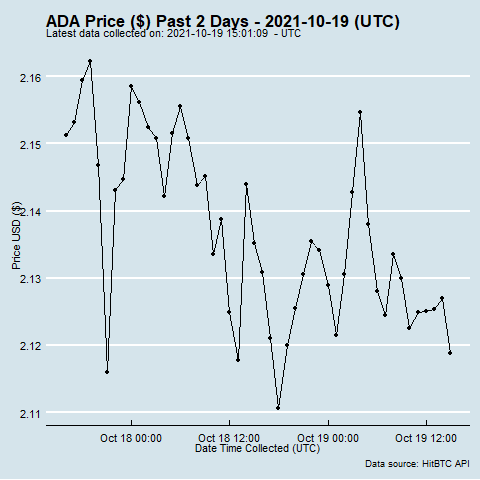 ADA Price ($) Past 2 Days - 2021-10-19 (UTC)
Latest data collected on: 2021-10-19 15:01:09  - UTC
2.16
2.15
2.14
2.13
2.12
2.11
Price USD ($)
Oct 18 00:00
Oct 18 12:00
Oct 19 00:00
Oct 19 12:00
Date Time Collected (UTC)
Data source: HitBTC API